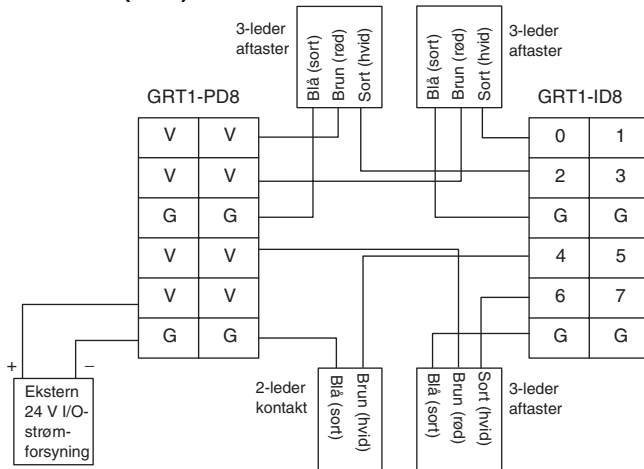 3-leder
aftaster
Blå (sort)
Brun (rød)
Sort (hvid)
Blå (sort)
Brun (rød)
Sort (hvid)
3-leder
aftaster
GRT1-PD8
GRT1-ID8
V V
V V
G G
V V
V V
G G
0 1
2 3
G G
4 5
6 7
G G
+ −
Ekstern
24 V I/O-
strøm-
forsyning
2-leder
kontakt
Blå (sort)
Brun (hvid)
Blå (sort)
Brun (rød)
Sort (hvid)
3-leder
aftaster